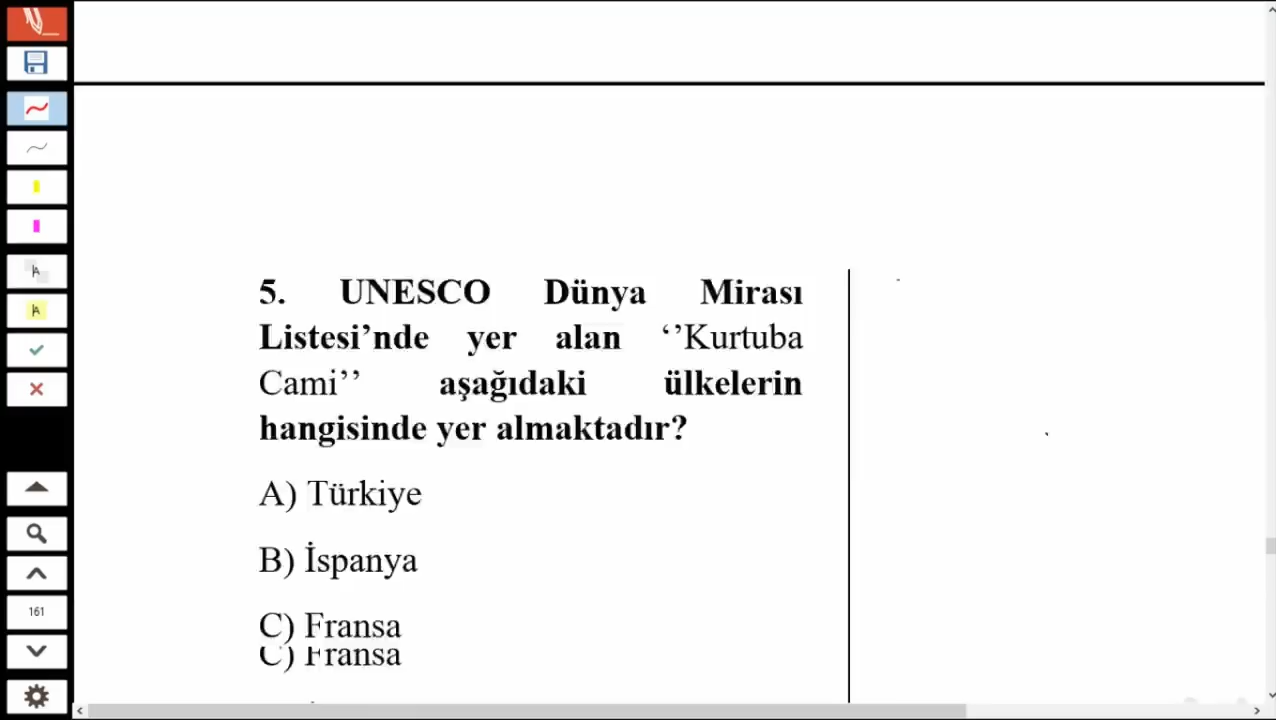 5. UNESCO Dünya Mirası
Listesi’nde yer alan ‘’Kurtuba
Cami’’ aşağıdaki ülkelerin
hangisinde yer almaktadır?
A) Türkiye
B) İspanya
C) Fransa
C) Fransa
161